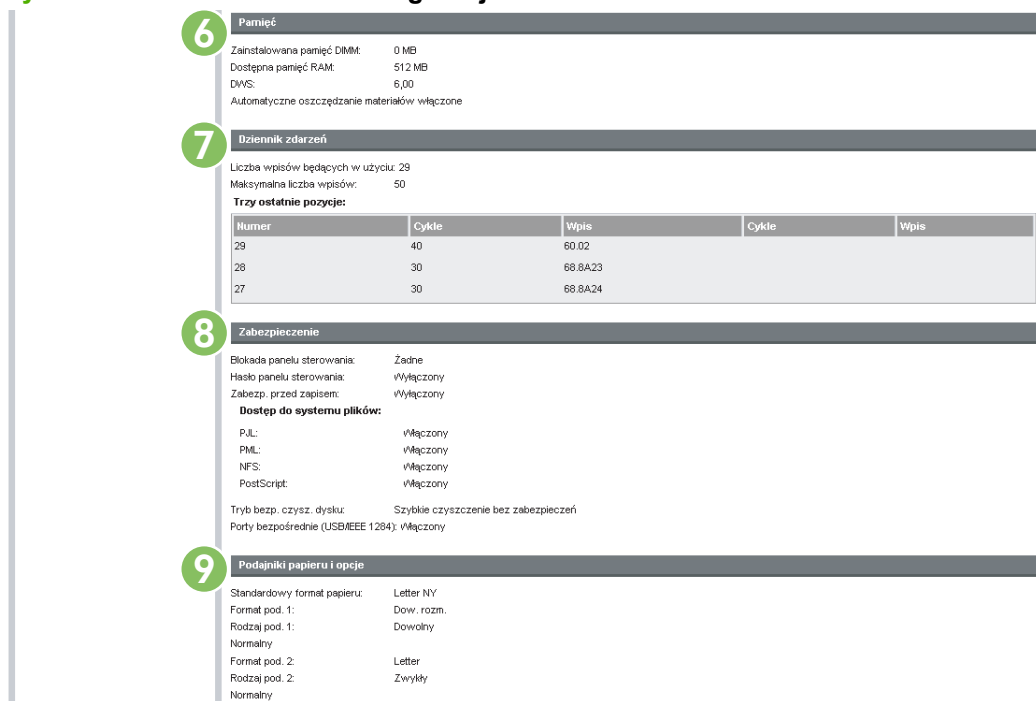 6 Pamięć
Zainstalowana pamięć DIMM: 0 MB
Dostępna pamięć RAM: 512 MB
DWS: 6,00
Automatyczne oszczędzanie materiałów włączone
7 Dziennik zdarzeń
Liczba wpisów będących w użyciu: 29
Maksymalna liczba wpisów: 50
Trzy ostatnie pozycje:
Numer Cykle Wpis Cykle Wpis
29 40 60.02
28 30 68.8A23
27 30 68.8A24
8 Zabezpieczenie
Blokada panelu sterowania: Żadne
Hasło panelu sterowania: Wyłączony
Zabezp. przed zapisem: Wyłączony
Dostęp do systemu plików:
PJL: Włączony
PML: Włączony
NFS: Włączony
PostScript: Włączony
Tryb bezp. czysz. dysku: Szybkie czyszczenie bez zabezpieczeń
Porty bezpośrednie (USB/IEEE 1284): Włączony
9 Podajniki papieru i opcje
Standardowy format papieru: Letter NY
Format pod. 1: Dow. rozm.
Rodzaj pod. 1: Dowolny
Normalny
Format pod. 2: Letter
Rodzaj pod. 2: Zwykły
Normalny